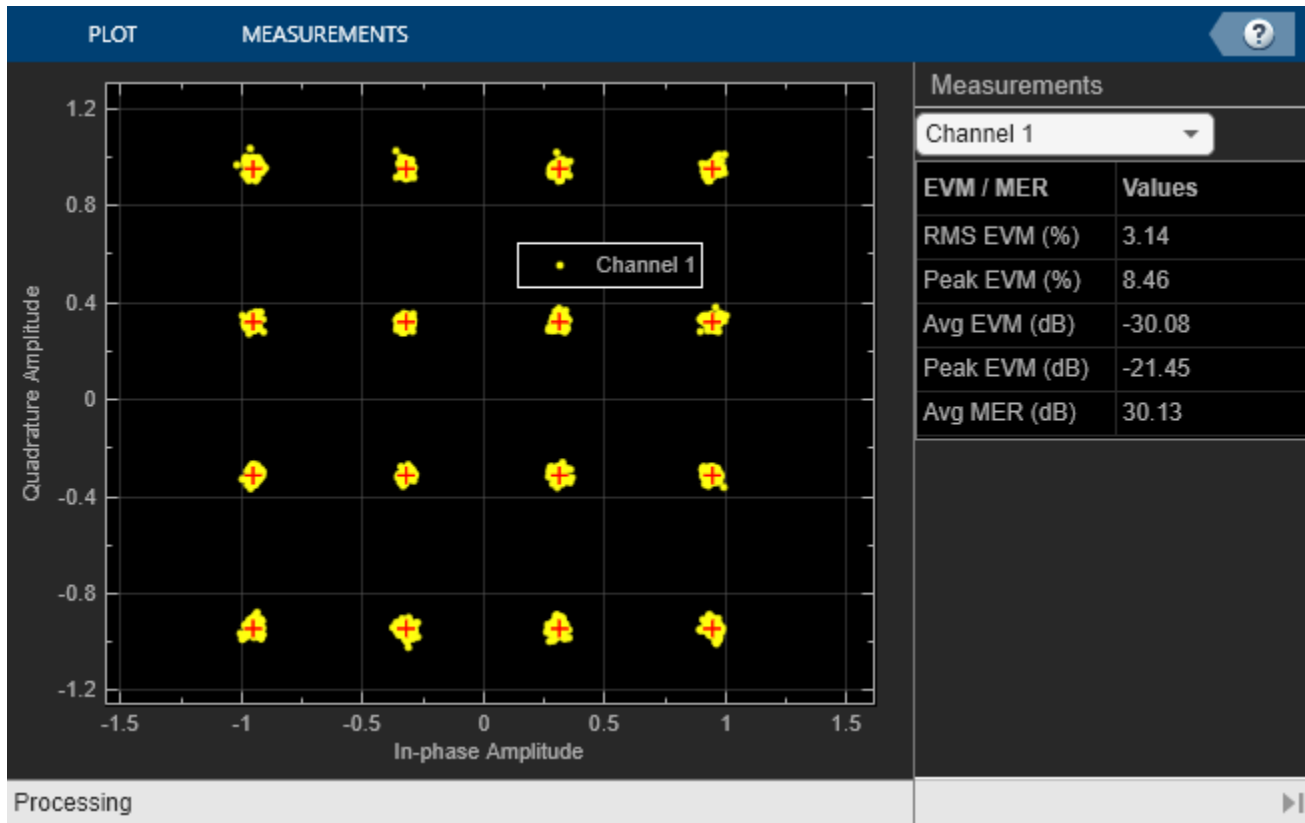 PLOT MEASUREMENTS ?
Measurements
Channel 1
EVM / MER Values
RMS EVM (%) 3.14
Peak EVM (%) 8.46
Avg EVM (dB) -30.08
Peak EVM (dB) -21.45
Avg MER (dB) 30.13
Quadrature Amplitude
1.2
0.8
0.4
0
-0.4
-0.8
-1.2
Channel 1
-1.5 -1 -0.5 0 0.5 1 1.5
In-phase Amplitude
Processing